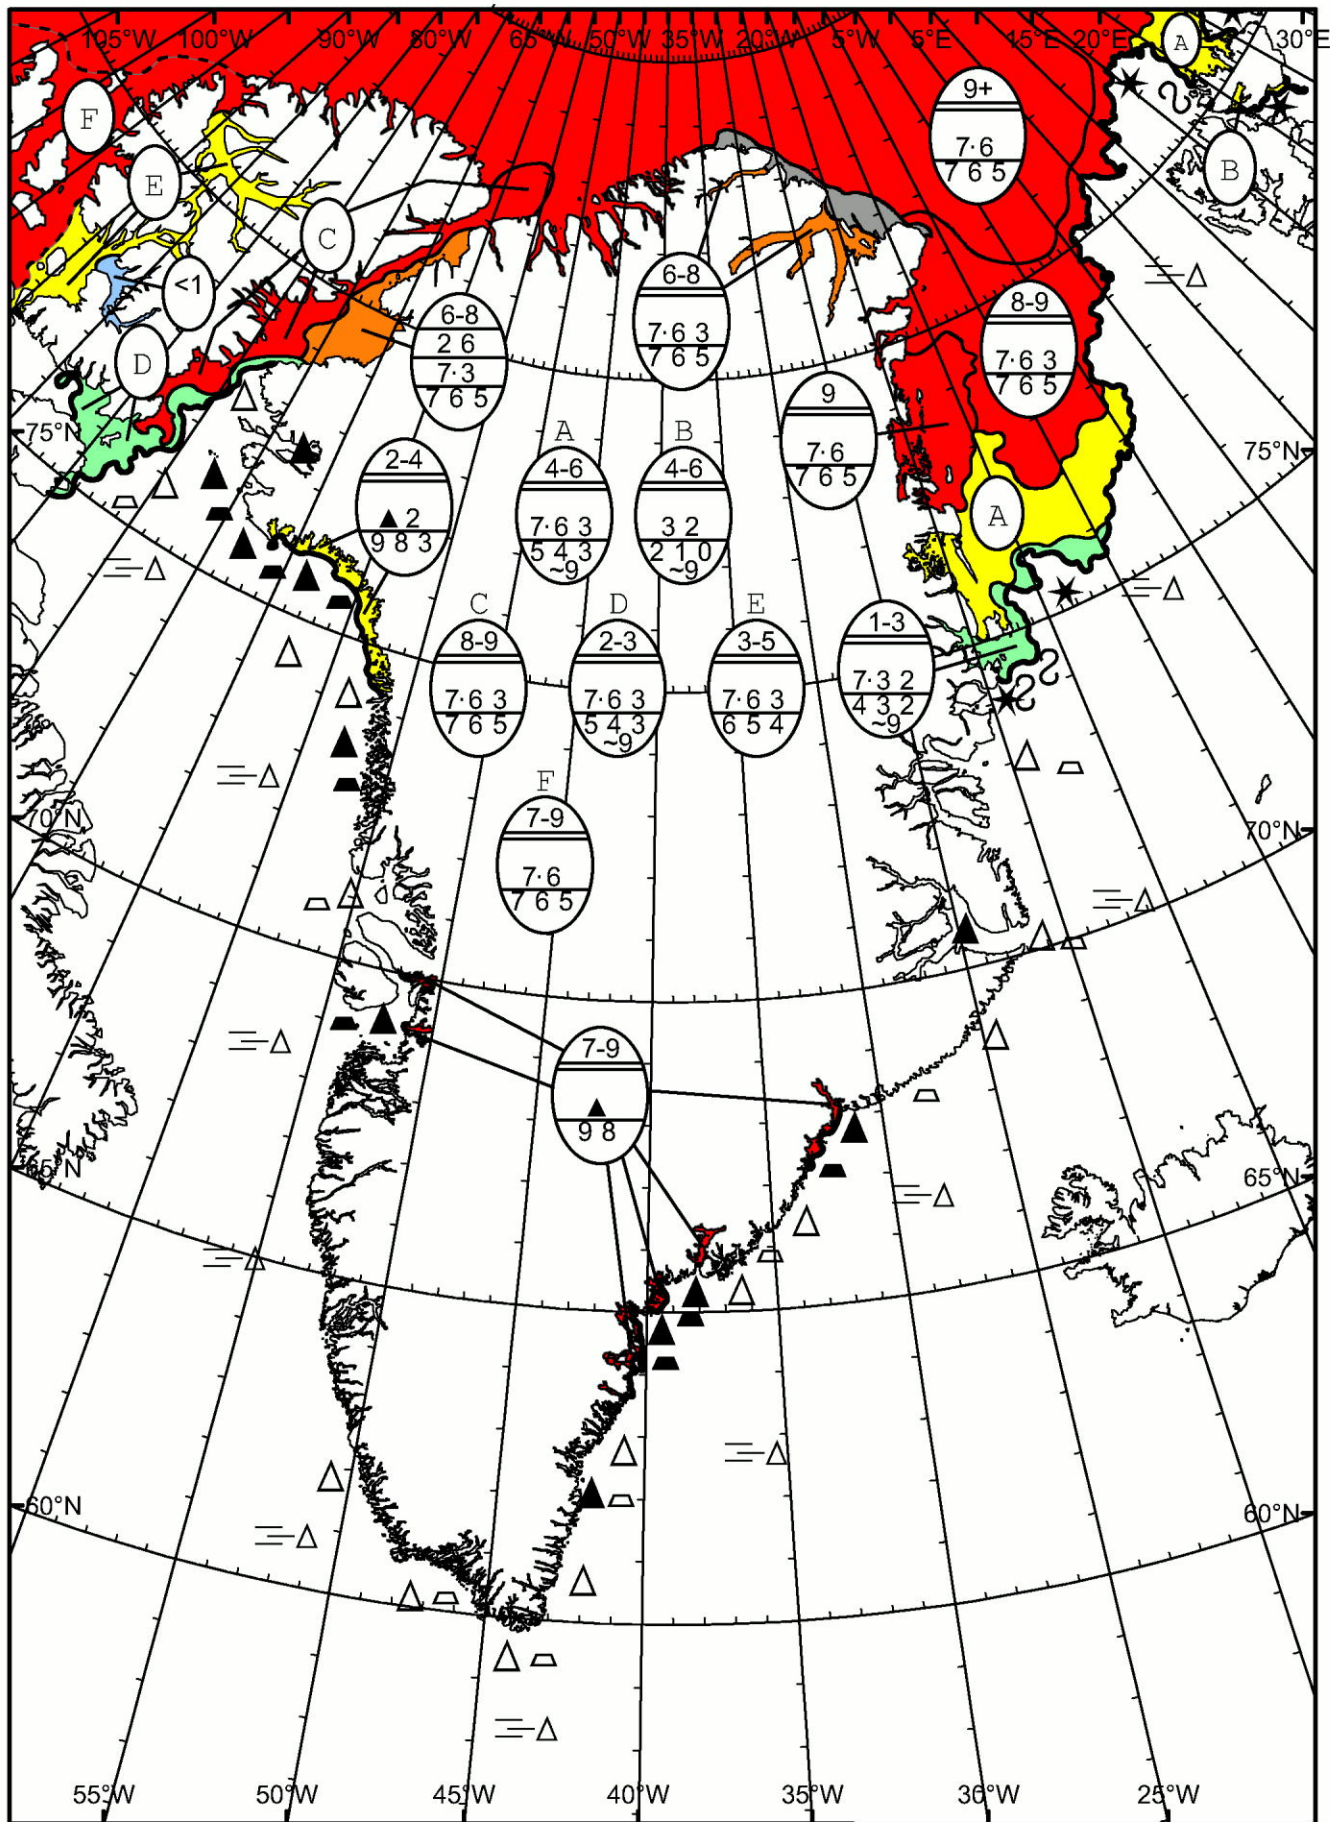 105°W 100°W 90°W 80°W 65°W 50°W 35°W 20°W 5°W 5°E 15°E 20°E 30°E
A
F
9+
7·6
7 6 5
B
E
C
<1
6-8
7·6 3
7 6 5
8-9
7·6 3
7 6 5
6-8
2 6
7·3
7 6 5
D
9
7·6
7 6 5
75°N
75°N
2-4
▲ 2
9 8 3
A
4-6
7·6 3
5 4 3
~9
B
4-6
3 2
2 1 0
~9
A
C
8-9
7·6 3
7 6 5
D
2-3
7·6 3
5 4 3
~9
E
3-5
7·6 3
6 5 4
1-3
7·3 2
4 3 2
~9
70°N
70°N
F
7-9
7·6
7 6 5
7-9
▲
9 8
65°N
65°N
60°N
60°N
55°W 50°W 45°W 40°W 35°W 30°W 25°W